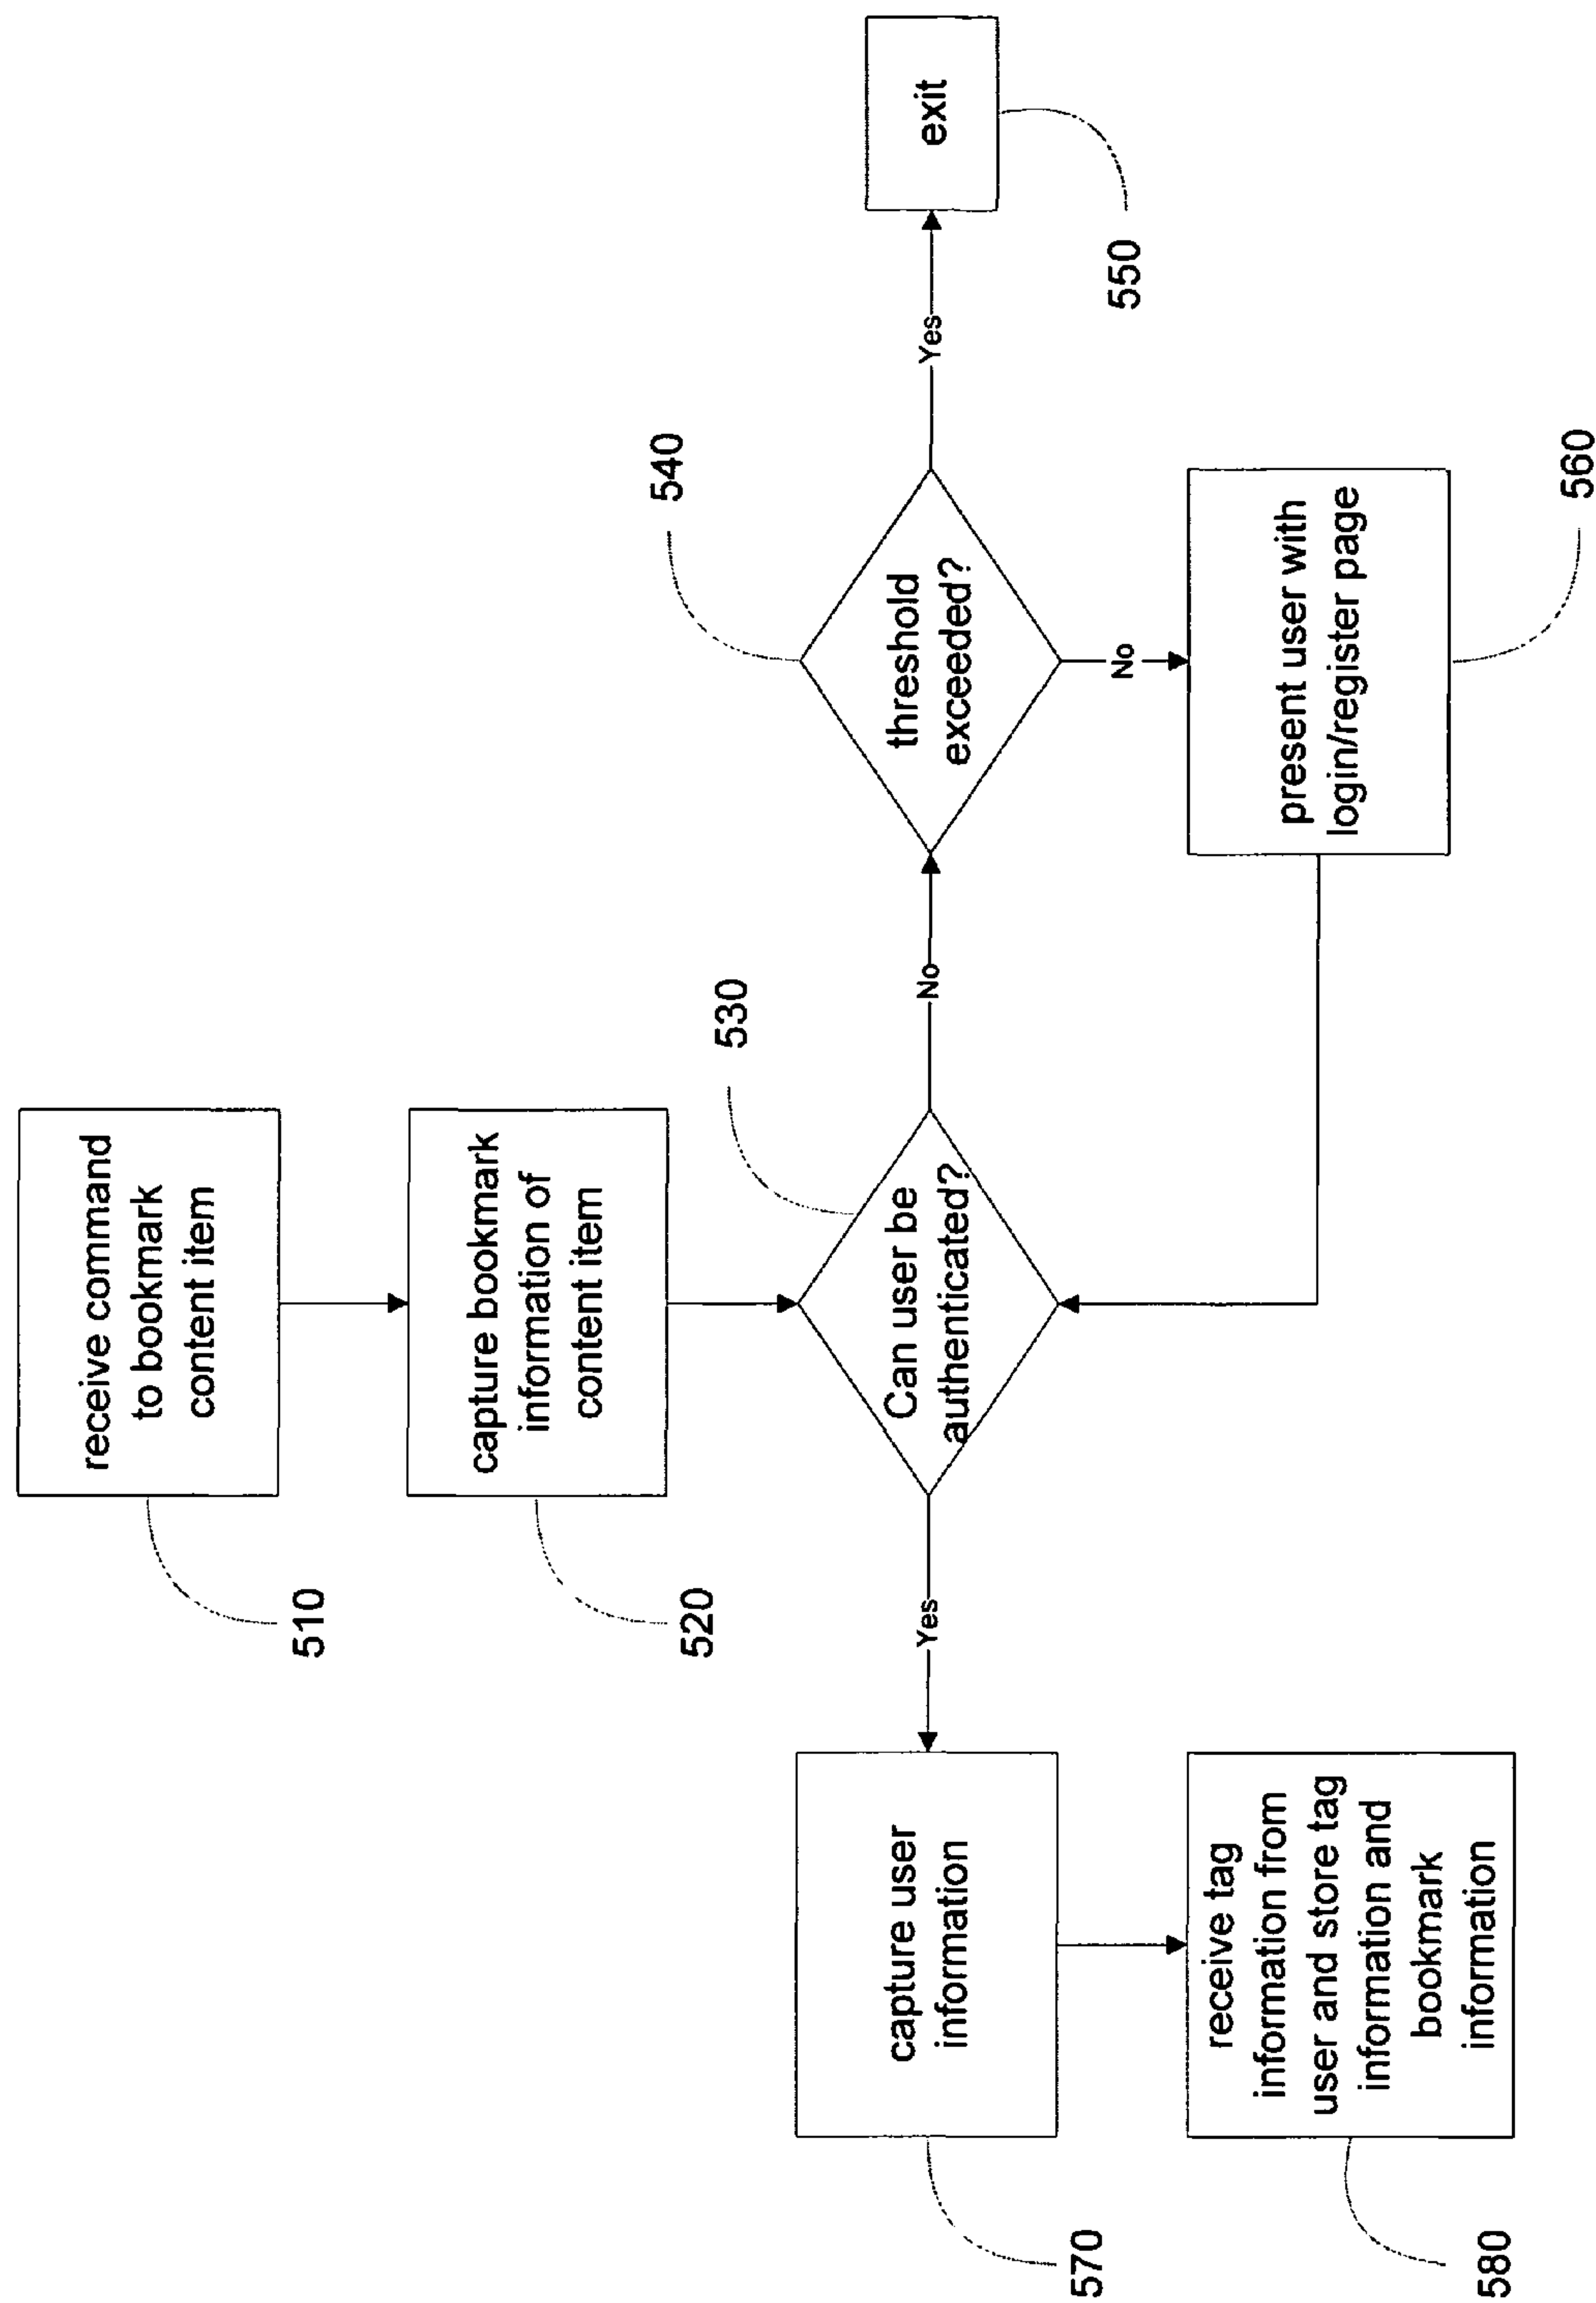 receive command
to bookmark
content item
510
capture bookmark
information of
content item
520
Can user be
authenticated?
530
No
threshold
exceeded?
540
Yes
exit
550
No
present user with
login/register page
560
Yes
capture user
information
570
receive tag
information from
user and store tag
information and
bookmark
information
580